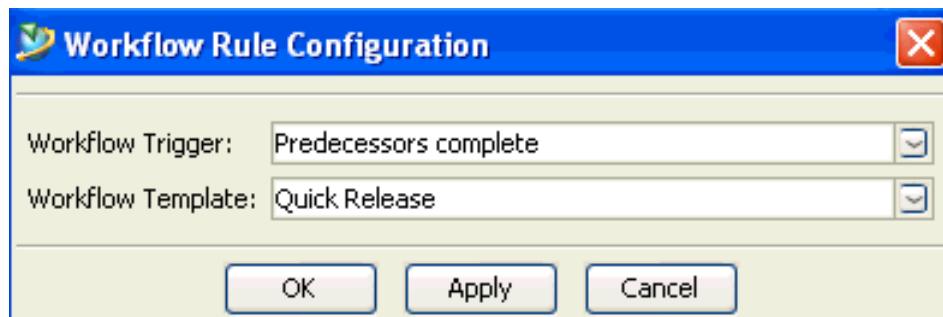 Workflow Rule Configuration
Workflow Trigger: Predecessors complete
Workflow Template: Quick Release
OK Apply Cancel